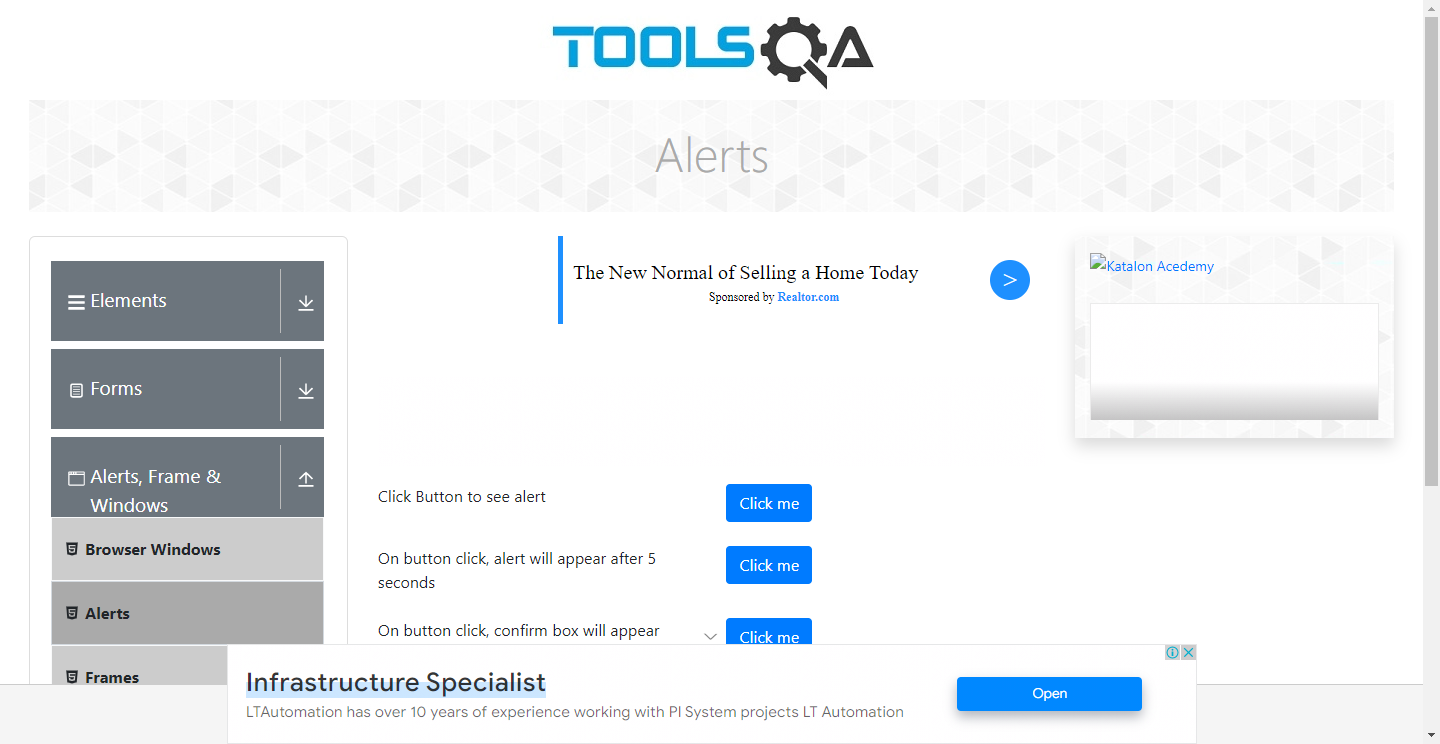 TOOLSQA
Alerts
Elements
Forms
Alerts, Frame &
Windows
Browser Windows
Alerts
Frames
The New Normal of Selling a Home Today
Sponsored by Realtor.com
>
Katalon Acedemy
Click Button to see alert
Click me
On button click, alert will appear after 5
seconds
Click me
On button click, confirm box will appear
Click me
Infrastructure Specialist
LTAutomation has over 10 years of experience working with PI System projects LT Automation
Open